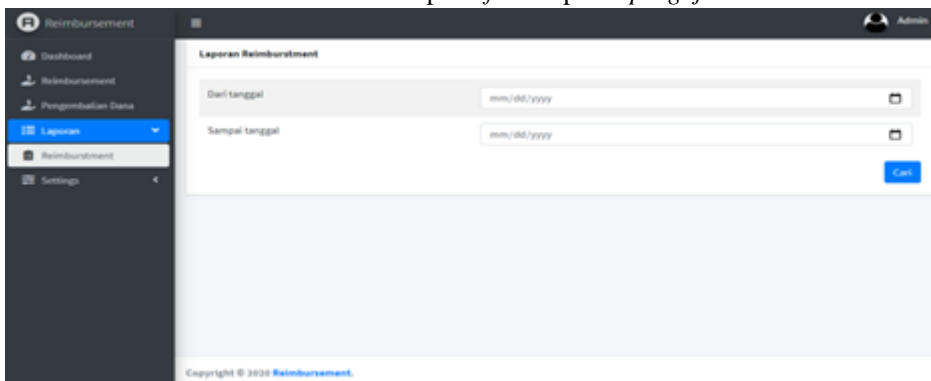 Reimbursement
Admin
Dashboard
Reimbursement
Pengembalian Dana
Laporan
Reimburstment
Settings
Laporan Reimburstment
Dari tanggal
mm/dd/yyyy
Sampai tanggal
mm/dd/yyyy
Cari
Copyright © 2020 Reimbursement.